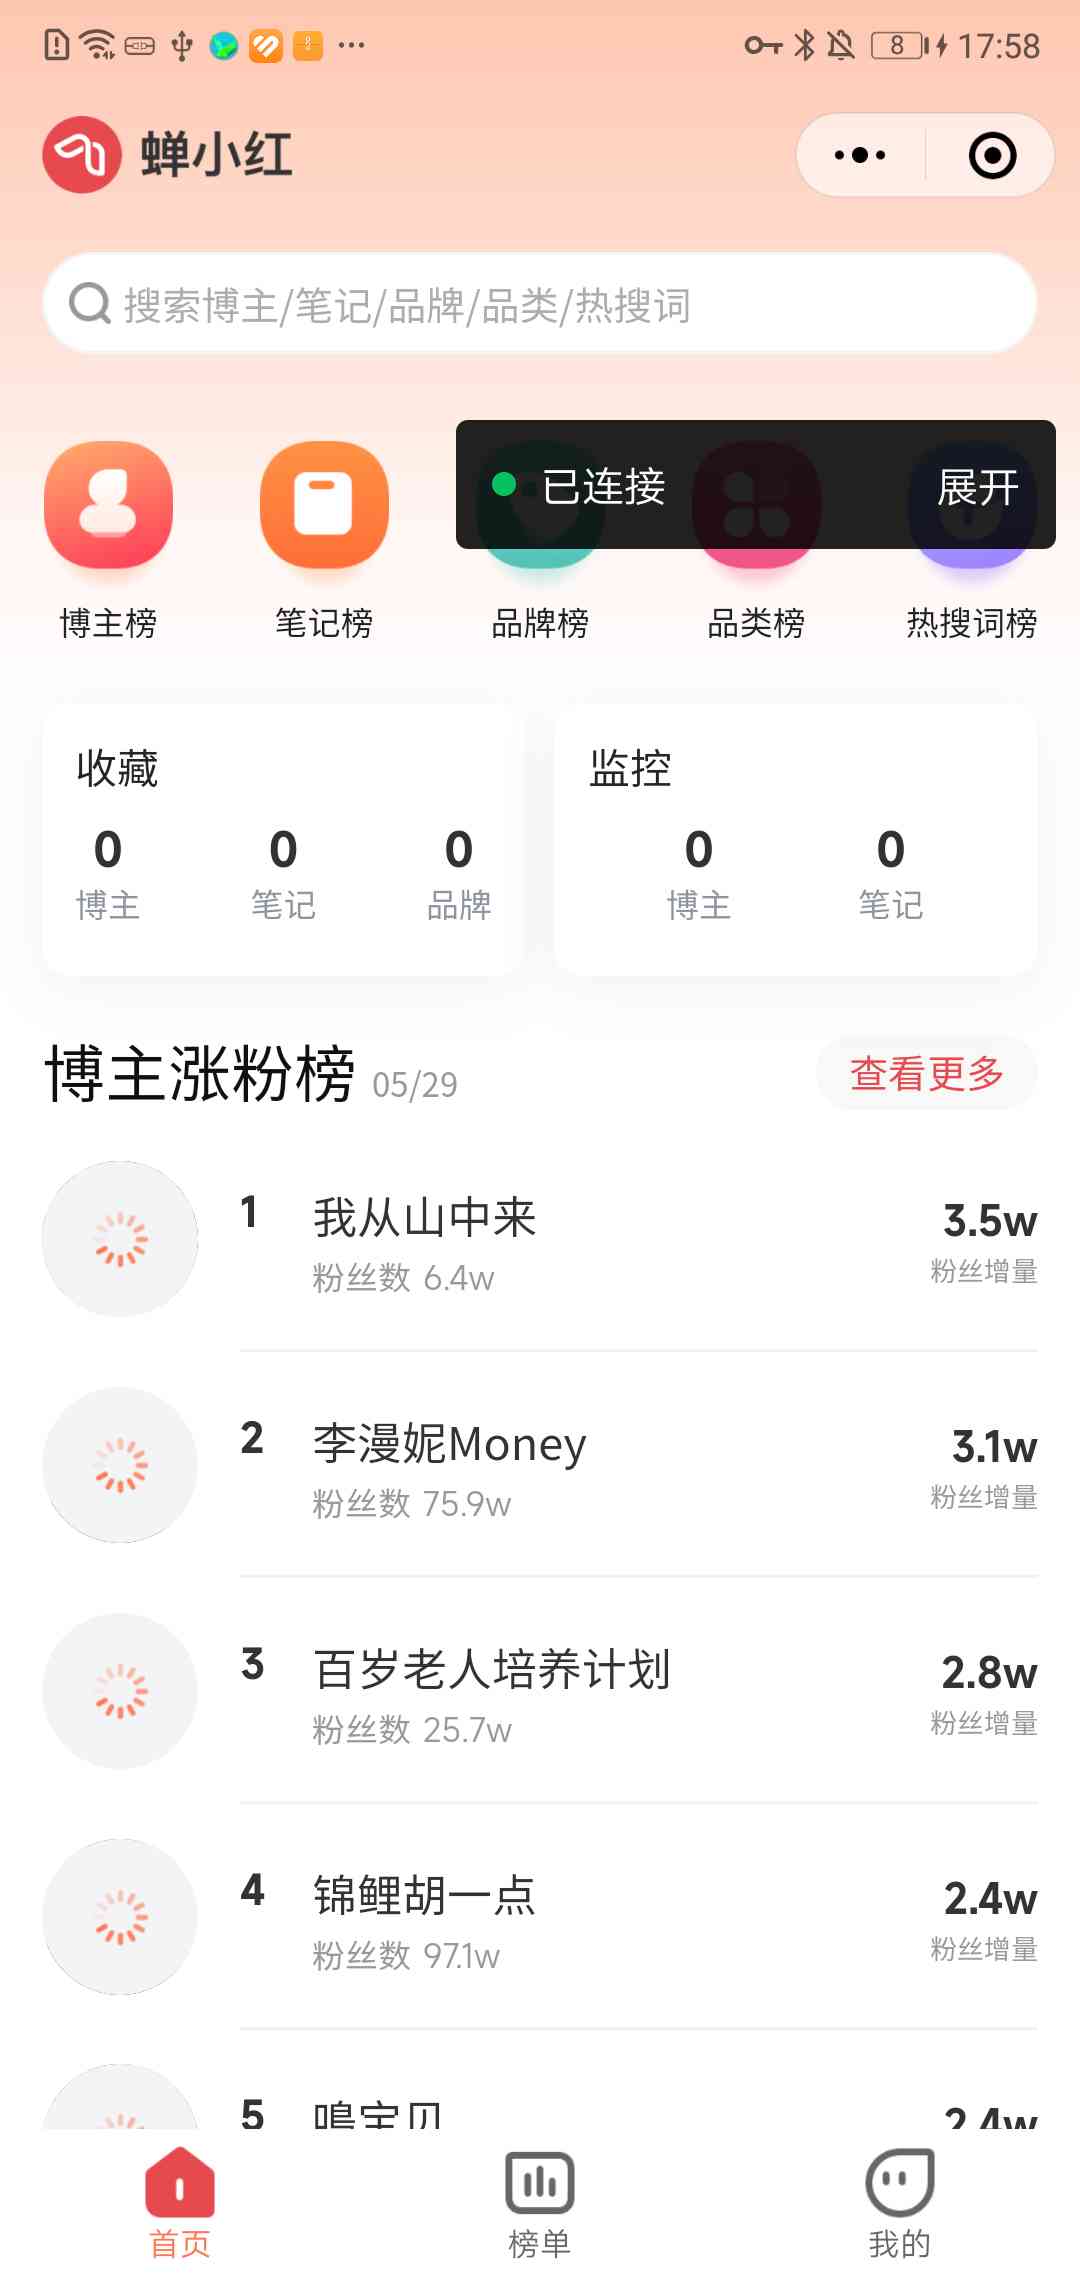 8 17:58
蝉小红
搜索博主/笔记/品牌/品类/热搜词
已连接 展开
博主榜 笔记榜 品牌榜 品类榜 热搜词榜
收藏
0 0 0
博主 笔记 品牌
监控
0 0
博主 笔记
博主涨粉榜 05/29 查看更多
1 我从山中来 3.5w
粉丝数 6.4w 粉丝增量
2 李漫妮Money 3.1w
粉丝数 75.9w 粉丝增量
3 百岁老人培养计划 2.8w
粉丝数 25.7w 粉丝增量
4 锦鲤胡一点 2.4w
粉丝数 97.1w 粉丝增量
5 2.4w
首页 榜单 我的